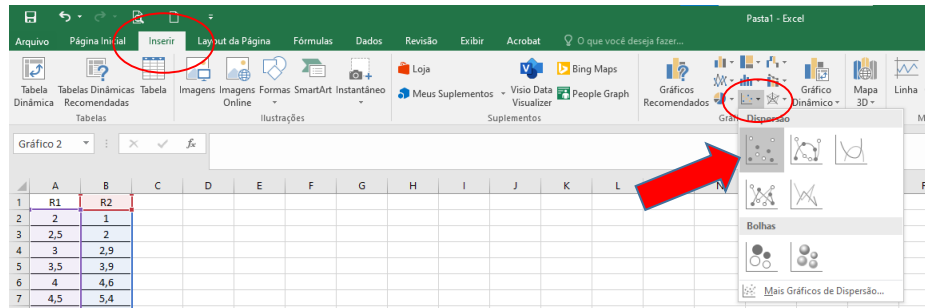 Pasta1 - Excel
Arquivo Página Inicial Inserir Layout da Página Fórmulas Dados Revisão Exibir Acrobat O que você deseja fazer...
Tabela Dinâmica
Tabelas Dinâmicas Recomendadas
Tabela
Imagens
Imagens Online
Formas
SmartArt
Instantâneo
Loja
Meus Suplementos
Visio Data Visualizer
Bing Maps
People Graph
Gráficos Recomendados
Gráfico Dinâmico
Mapa 3D
Linha
Tabelas Ilustrações Suplementos
Gráfico 2 fx
Dispersão
Bolhas
Mais Gráficos de Dispersão...
A B C D E F G H I J K L
1 R1 R2
2 2 1
3 2,5 2
4 3 2,9
5 3,5 3,9
6 4 4,6
7 4,5 5,4